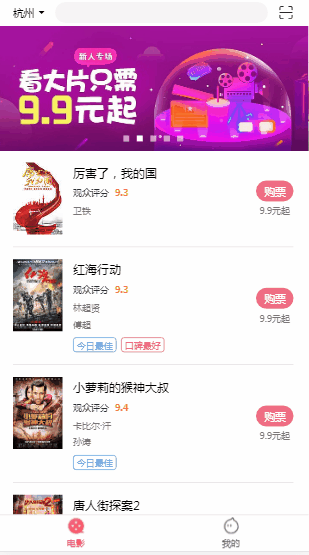 杭州
新人专场
看大片只需
9.9元起
厉害了，我的国
观众评分 9.3
购票
卫铁
9.9元起
红海行动
观众评分 9.3
购票
林超贤
9.9元起
傅超
今日最佳 口碑最好
小萝莉的猴神大叔
观众评分 9.4
购票
卡比尔·汗
9.9元起
孙涛
今日最佳
唐人街探案2
电影 我的